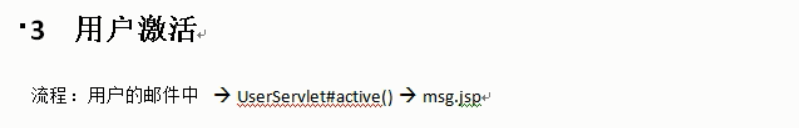 3 用户激活
流程：用户的邮件中 → UserServlet#active() → msg.jsp